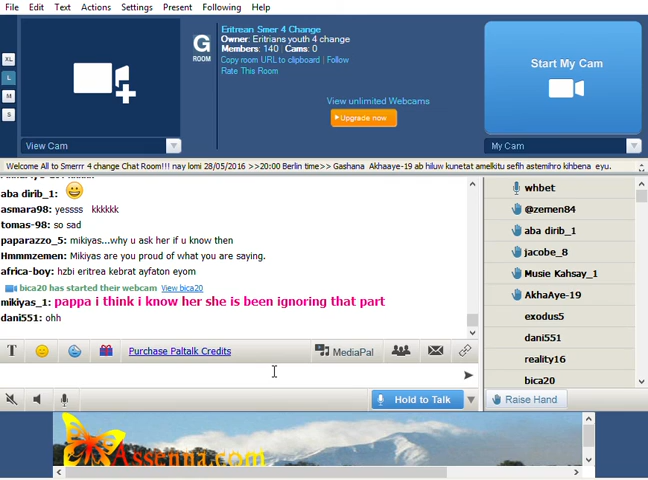 File Edit Text Actions Settings Present Following Help
XL
L
M
S
View Cam
G
ROOM
Eritrean Smer 4 Change
Owner: Eritrians youth 4 change
Members: 140 | Cams: 0
Copy room URL to clipboard | Follow
Rate This Room
View unlimited Webcams
Upgrade now
Start My Cam
My Cam
Welcome All to Smerrr 4 change Chat Room!!! nay lomi 28/05/2016 >>20:00 Berlin time>> Gashana Akhaaye-19 ab hiluw kunetat amelkitu sefih astemihro kihbena eyu.
aba dirib_1:
asmara98: yessss kkkkkk
tomas-98: so sad
paparazzo_5: mikiyas...why u ask her if u know then
Hmmmzemen: Mikiyas are you proud of what you are saying.
africa-boy: hzbi eritrea kebrat ayfaton eyom
bica20 has started their webcam View bica20
mikiyas_1: pappa i think i know her she is been ignoring that part
dani551: ohh
whbet
@zemen84
aba dirib_1
jacobe_8
Musie Kahsay_1
AkhaAye-19
exodus5
dani551
reality16
bica20
T
Purchase Paltalk Credits
MediaPal
Hold to Talk
Raise Hand
Assenna.com